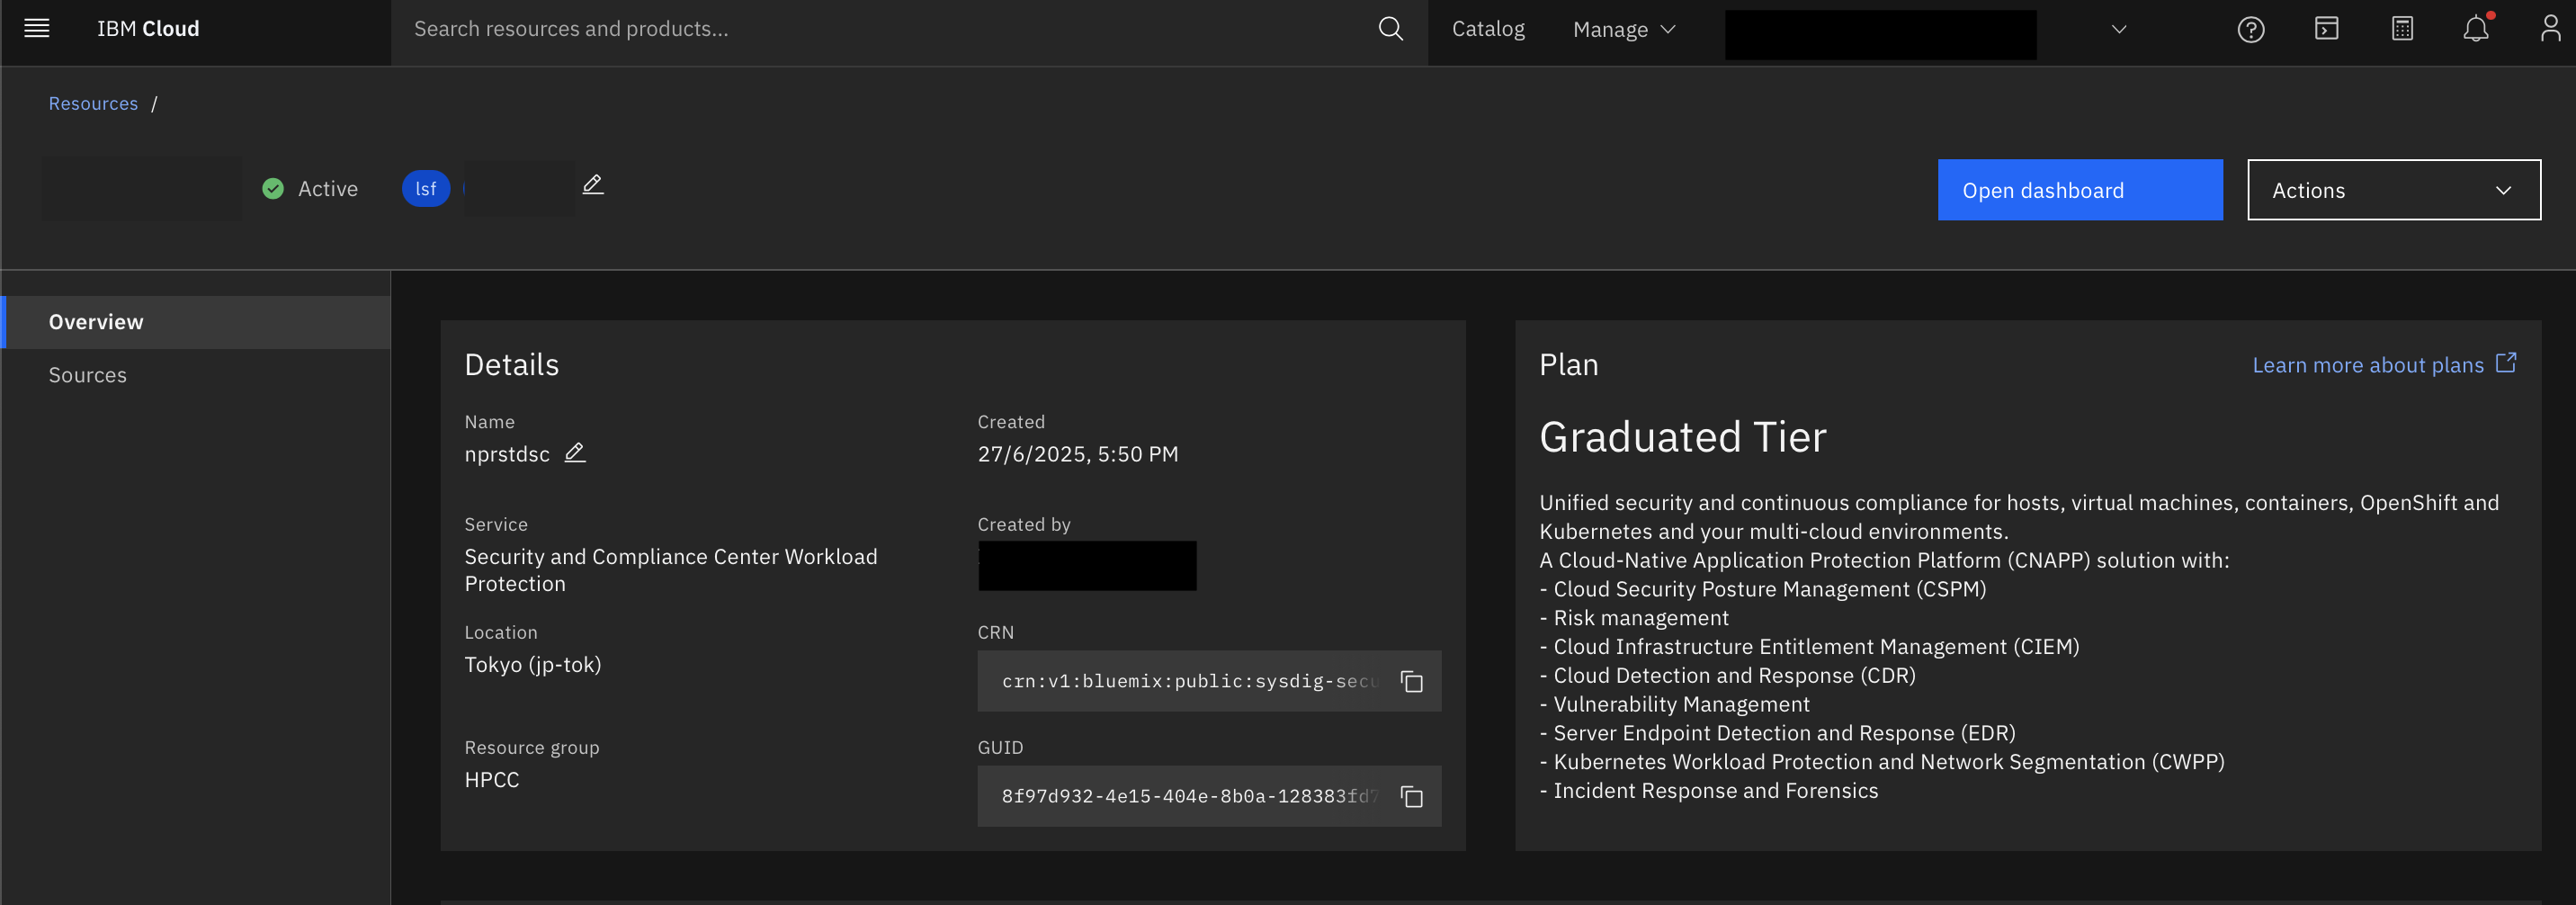 IBM Cloud
Search resources and products...
Catalog
Manage
Resources /
Active
lsf
Open dashboard
Actions
Overview
Sources
Details
Name
nprstdsc
Created
27/6/2025, 5:50 PM
Service
Security and Compliance Center Workload
Protection
Created by
Location
Tokyo (jp-tok)
CRN
crn:v1:bluemix:public:sysdig-secu
Resource group
HPCC
GUID
8f97d932-4e15-404e-8b0a-128383fd7
Plan
Learn more about plans
Graduated Tier
Unified security and continuous compliance for hosts, virtual machines, containers, OpenShift and
Kubernetes and your multi-cloud environments.
A Cloud-Native Application Protection Platform (CNAPP) solution with:
- Cloud Security Posture Management (CSPM)
- Risk management
- Cloud Infrastructure Entitlement Management (CIEM)
- Cloud Detection and Response (CDR)
- Vulnerability Management
- Server Endpoint Detection and Response (EDR)
- Kubernetes Workload Protection and Network Segmentation (CWPP)
- Incident Response and Forensics